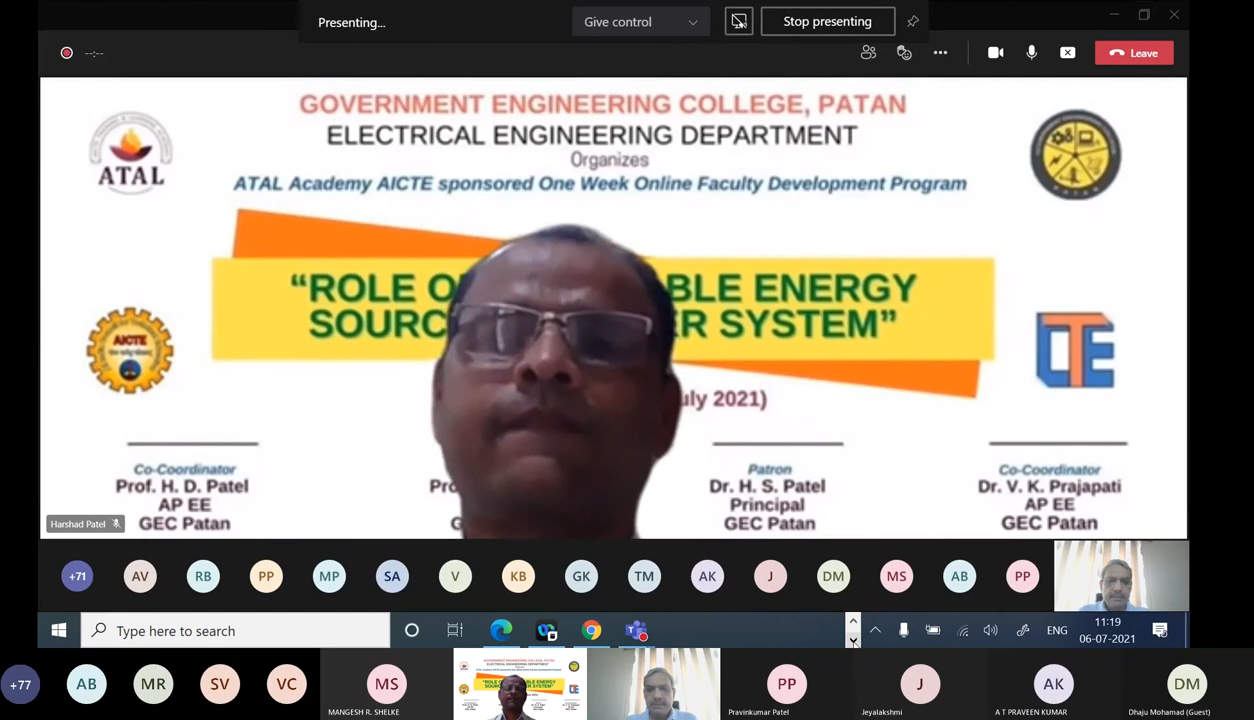 Presenting...
Give control
Stop presenting
--:--
Leave
GOVERNMENT ENGINEERING COLLEGE, PATAN
ELECTRICAL ENGINEERING DEPARTMENT
Organizes
ATAL Academy AICTE sponsored One Week Online Faculty Development Program
ATAL
"ROLE O BLE ENERGY
SOURC ER SYSTEM"
AICTE
uly 2021)
Co-Coordinator
Prof. H. D. Patel
AP EE
GEC Patan
Patron
Dr. H. S. Patel
Principal
GEC Patan
Co-Coordinator
Dr. V. K. Prajapati
AP EE
GEC Patan
Harshad Patel
+71
AV
RB
PP
MP
SA
V
KB
GK
TM
AK
J
DM
MS
AB
PP
Type here to search
ENG
11:19
06-07-2021
+77
AB
MR
SV
VC
MS
MANGESH R. SHELKE
PP
Pravinkumar Patel
J
Jeyalakshmi
AK
A T PRAVEEN KUMAR
DM
Dhaju Mohamad (Guest)